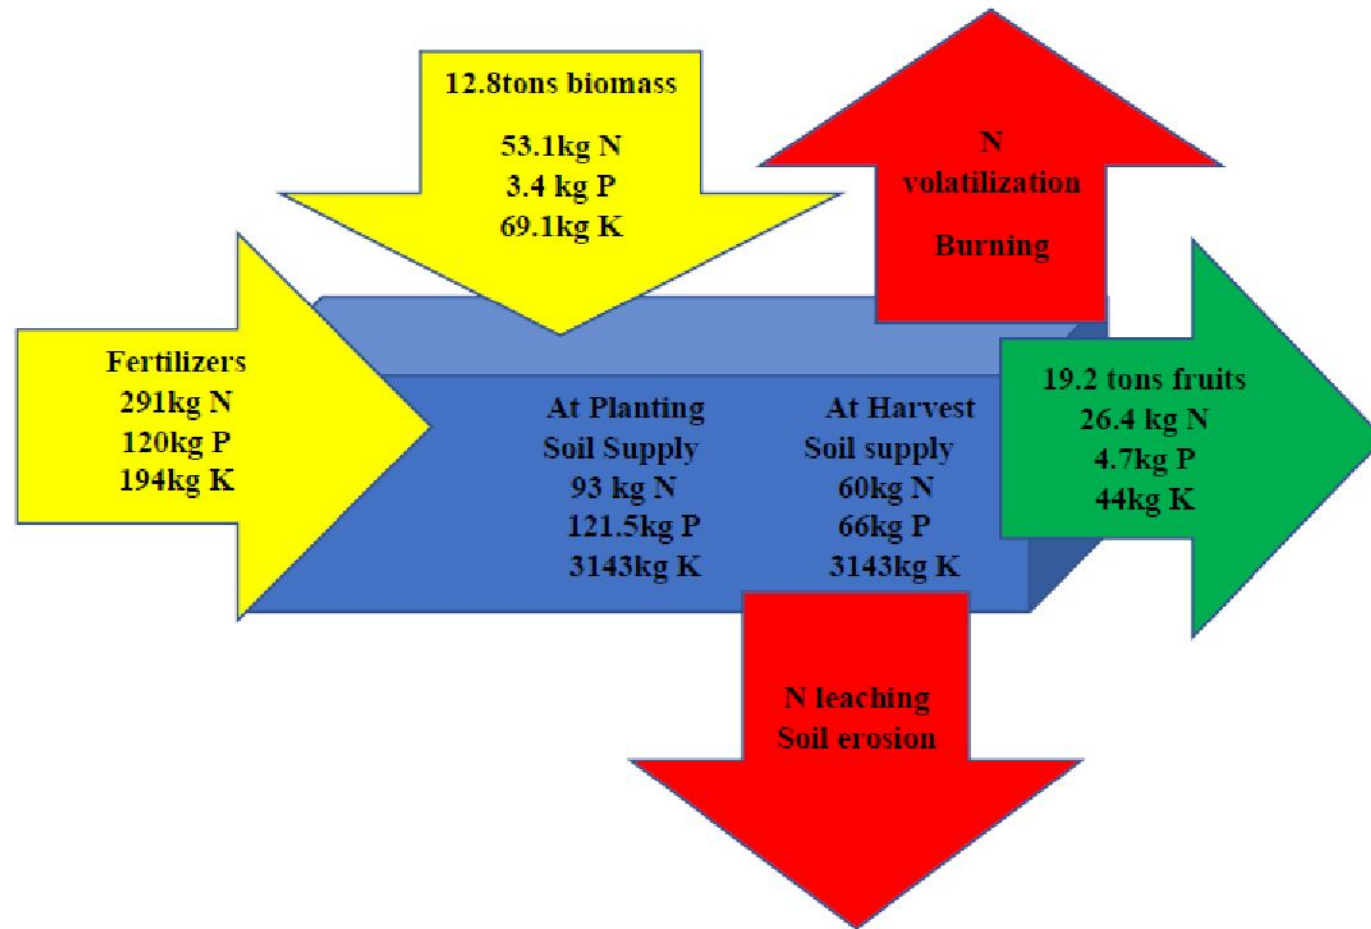 12.8tons biomass
53.1kg N
3.4 kg P
69.1kg K
N
volatilization
Burning
Fertilizers
291kg N
120kg P
194kg K
At Planting
Soil Supply
93 kg N
121.5kg P
3143kg K
At Harvest
Soil supply
60kg N
66kg P
3143kg K
19.2 tons fruits
26.4 kg N
4.7kg P
44kg K
N leaching
Soil erosion